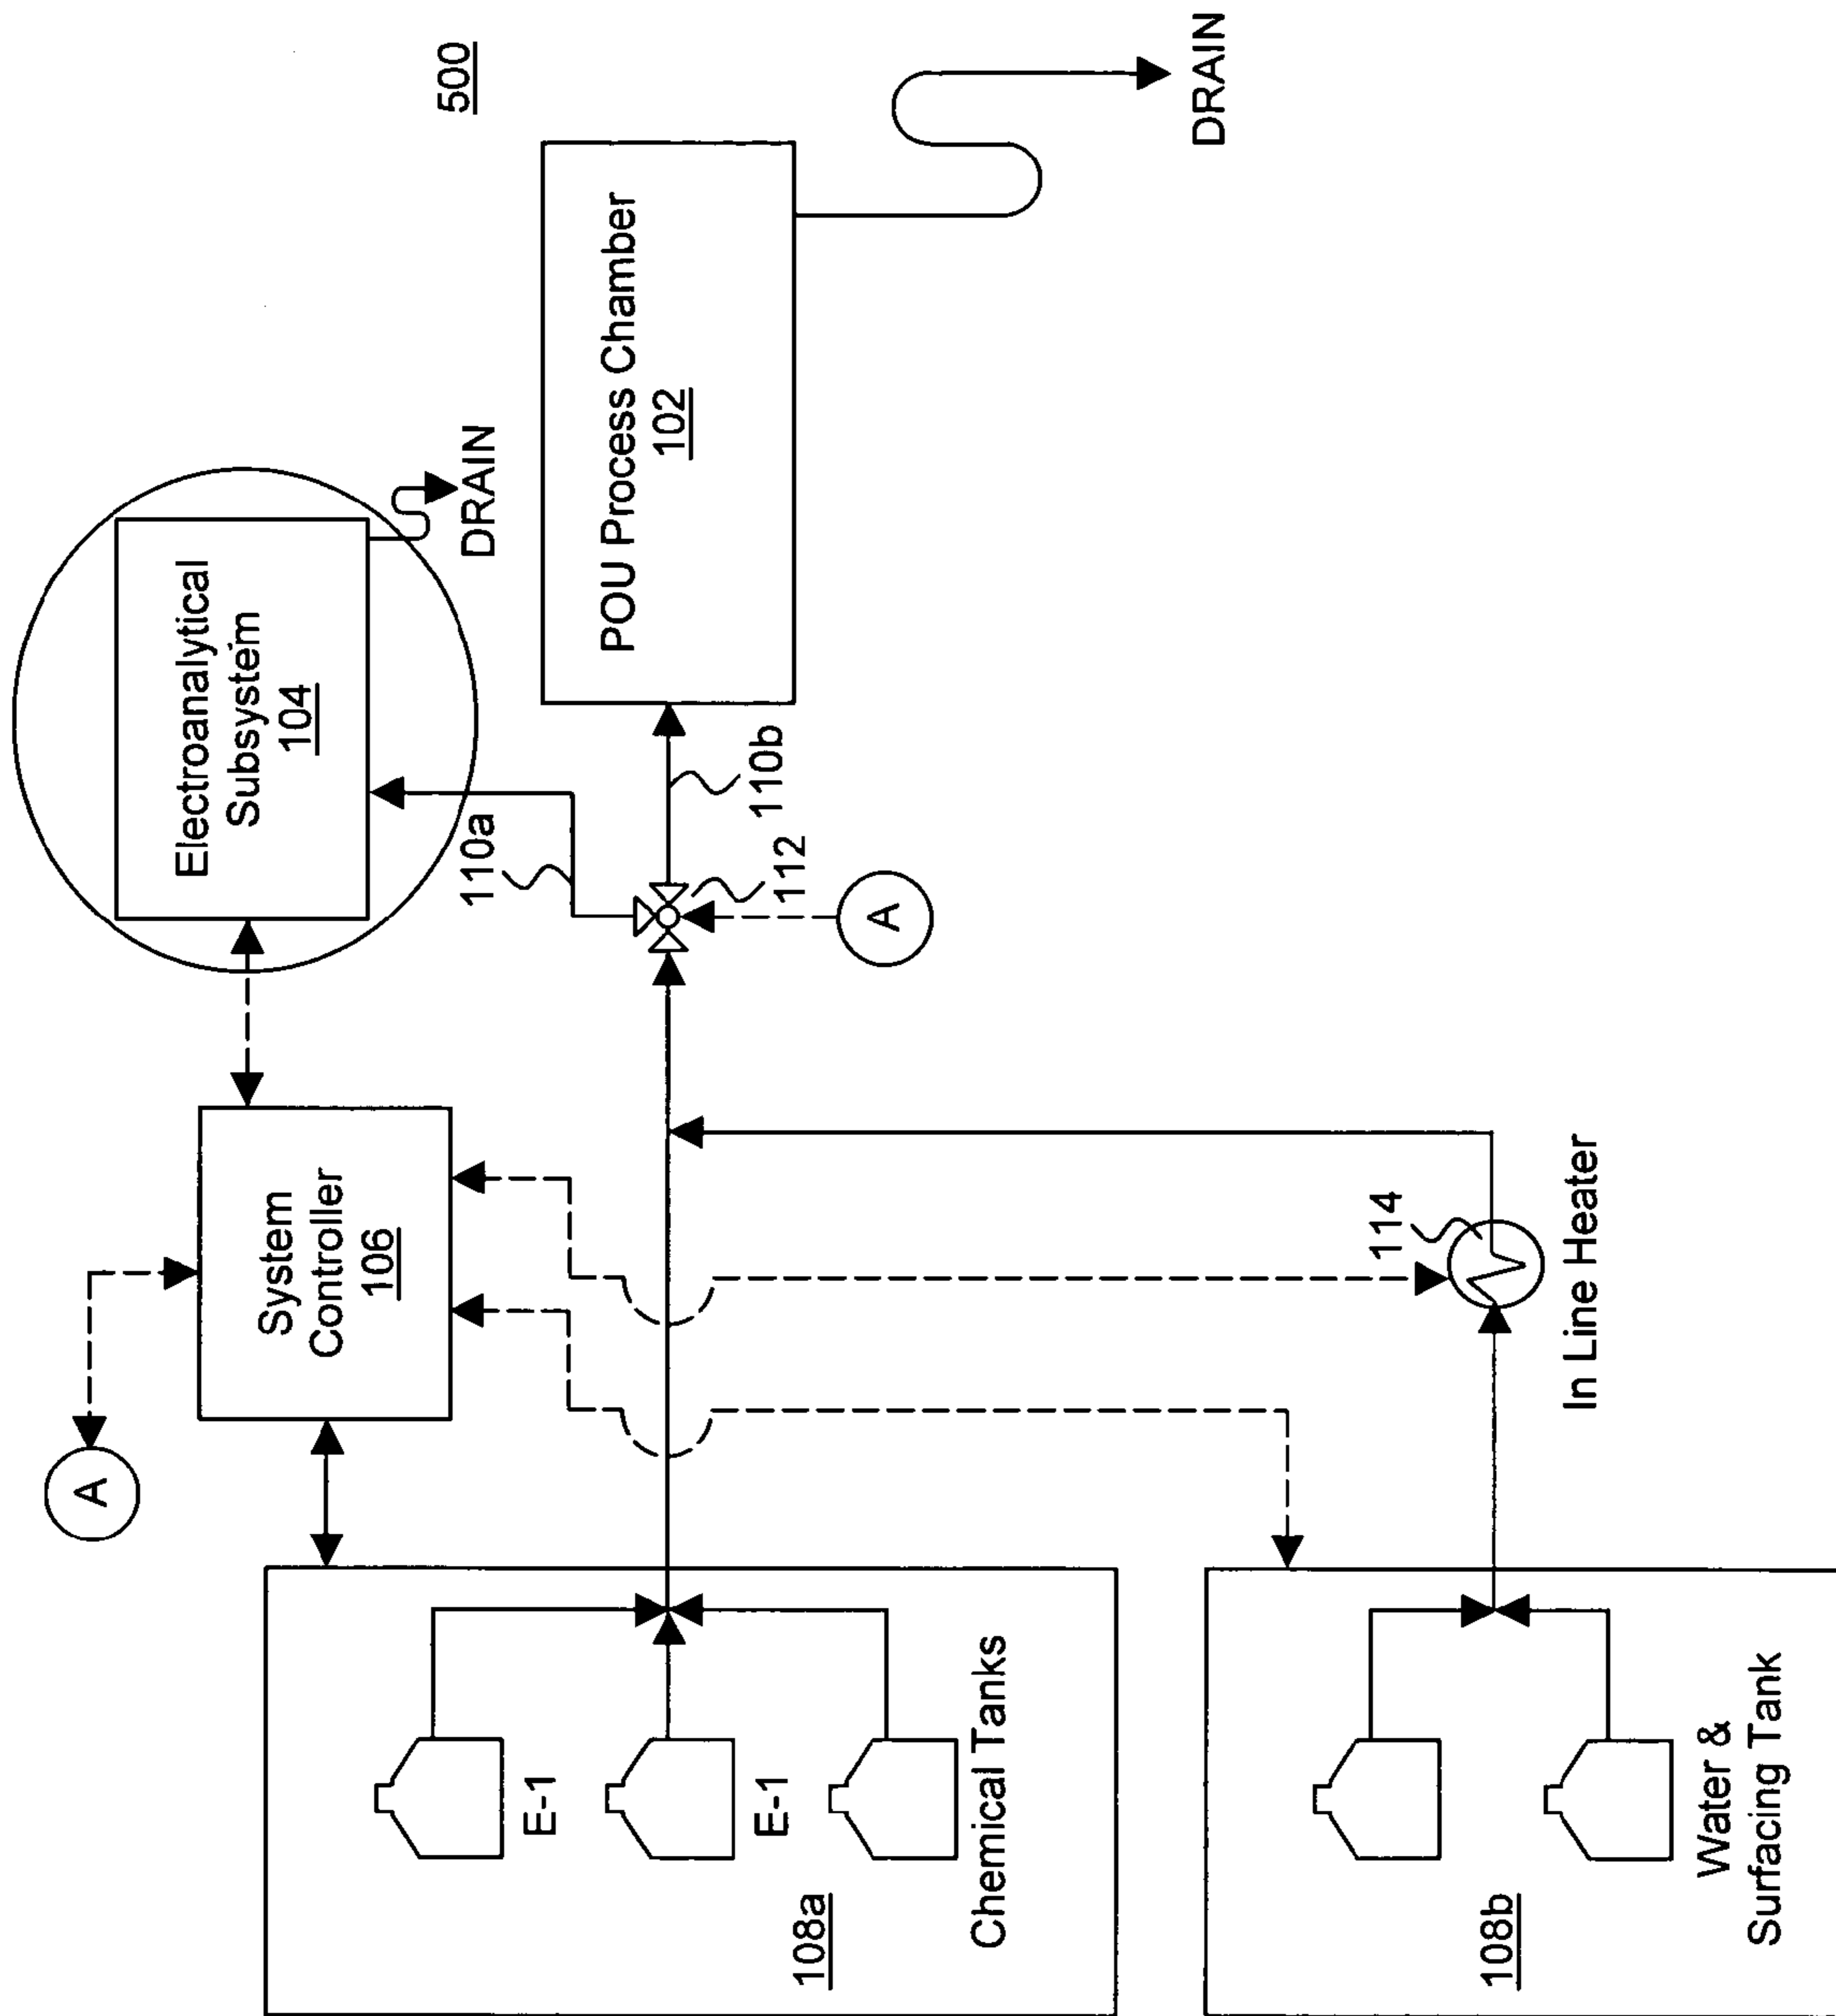 500
A
System
Controller
106
Electroanalytical
Subsystem
104
DRAIN
110a
POU Process Chamber
102
110b
112
A
DRAIN
E-1
E-1
108a
Chemical Tanks
114
In Line Heater
108b
Water &
Surfacing Tank